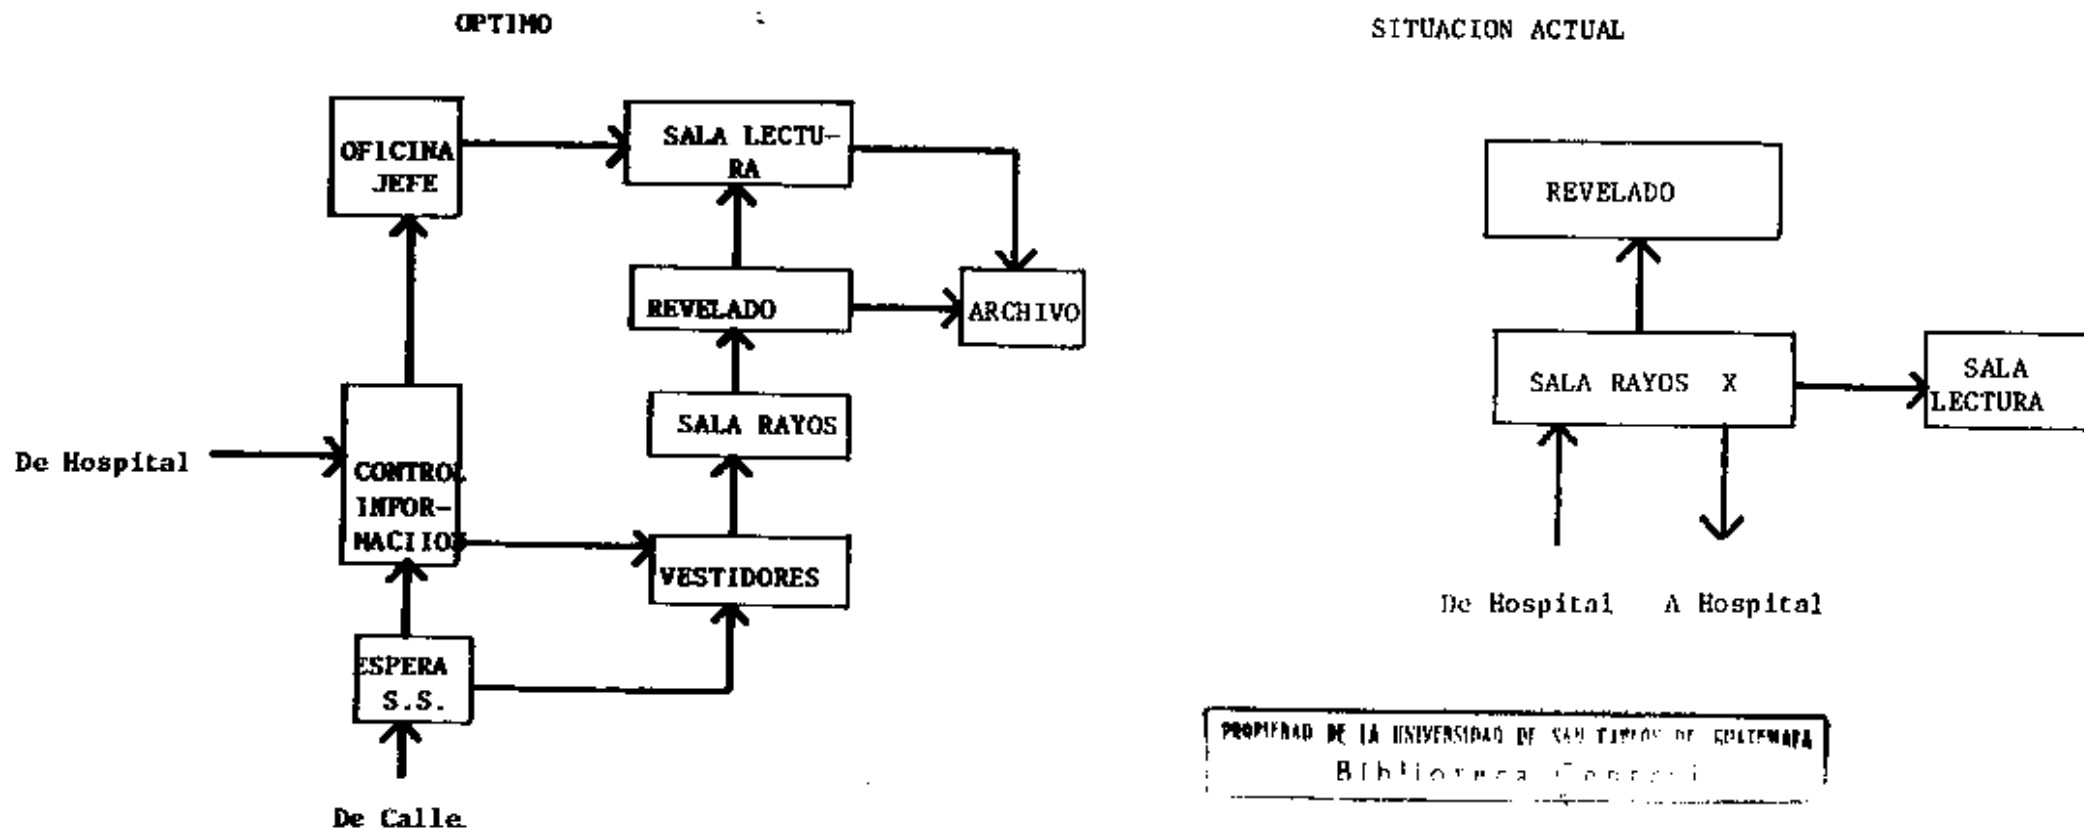 OPTIMO
OFICINA
JEFE
SALA LECTU-
RA
REVELADO
ARCHIVO
SALA RAYOS
De Hospital
CONTROL
INFOR-
MACIION
VESTIDORES
ESPERA
S.S.
De Calle
SITUACION ACTUAL
REVELADO
SALA RAYOS X
SALA
LECTURA
De Hospital A Hospital
PROPIEDAD DE LA UNIVERSIDAD DE SAN CARLOS DE GUATEMALA
Biblioteca Central